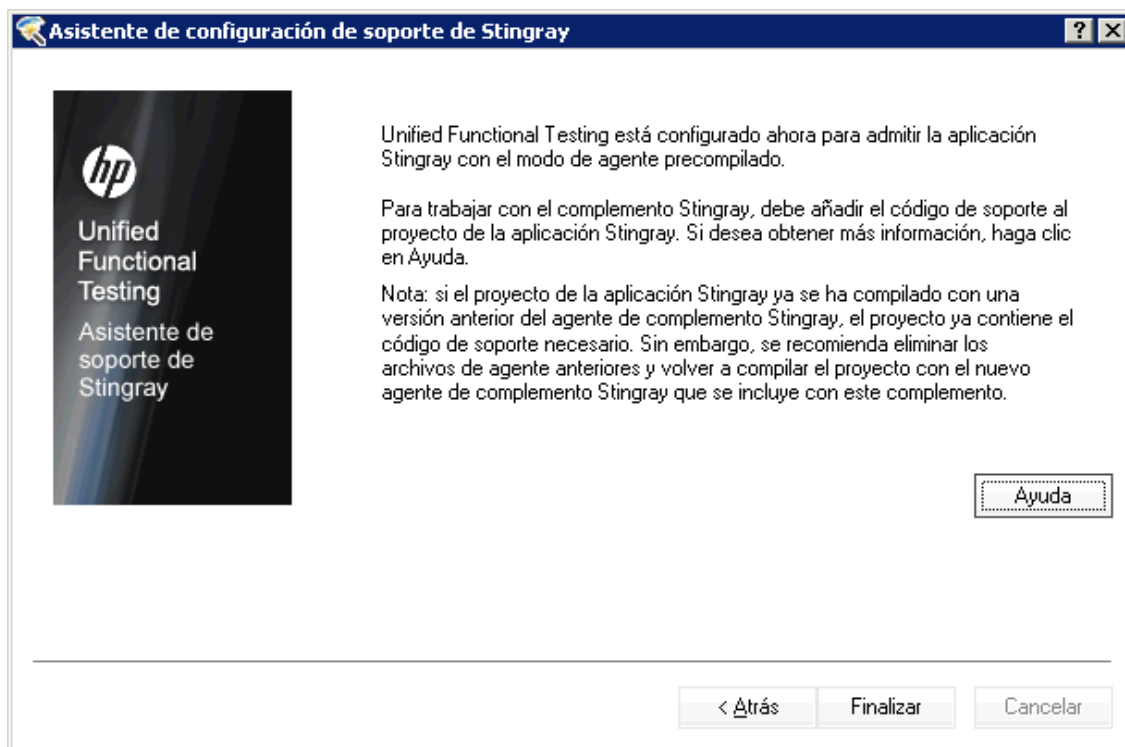 Asistente de configuración de soporte de Stingray
?
hp
Unified
Functional
Testing
Asistente de
soporte de
Stingray
Unified Functional Testing está configurado ahora para admitir la aplicación
Stingray con el modo de agente precompilado.
Para trabajar con el complemento Stingray, debe añadir el código de soporte al
proyecto de la aplicación Stingray. Si desea obtener más información, haga clic
en Ayuda.
Nota: si el proyecto de la aplicación Stingray ya se ha compilado con una
versión anterior del agente de complemento Stingray, el proyecto ya contiene el
código de soporte necesario. Sin embargo, se recomienda eliminar los
archivos de agente anteriores y volver a compilar el proyecto con el nuevo
agente de complemento Stingray que se incluye con este complemento.
Ayuda
< Atrás Finalizar Cancelar